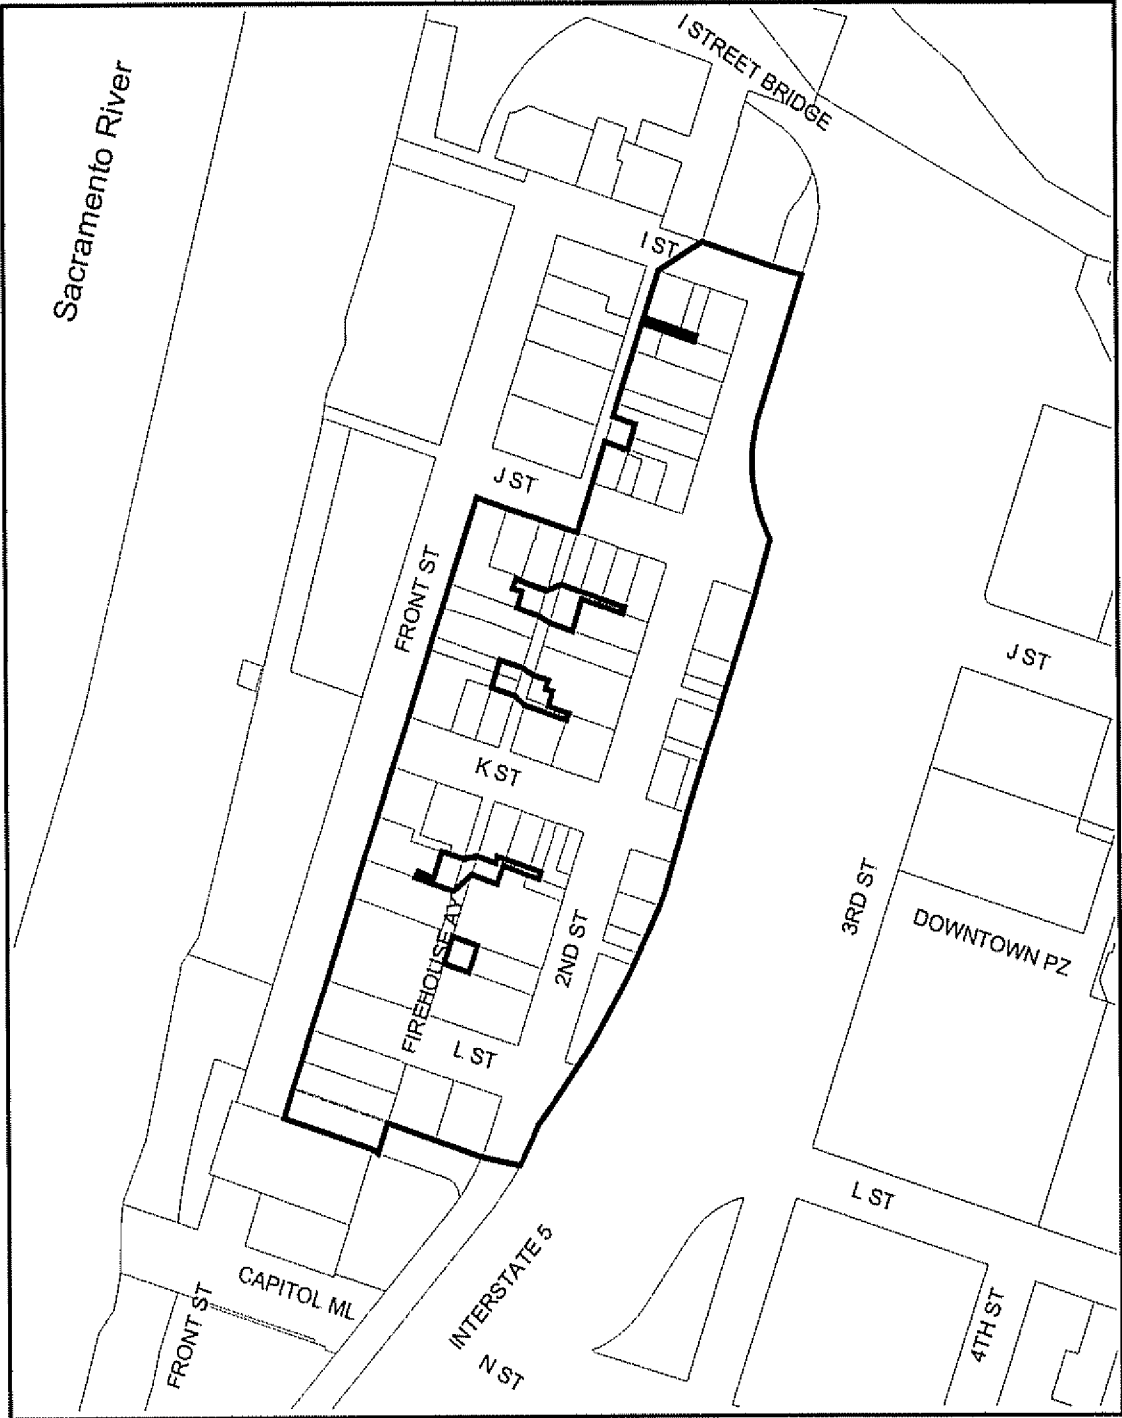 I STREET BRIDGE
Sacramento River
I ST
J ST
FRONT ST
J ST
K ST
3RD ST
DOWNTOWN PZ
2ND ST
FIREHOUSE AY
L ST
L ST
CAPITOL ML
INTERSTATE 5
FRONT ST
4TH ST
N ST